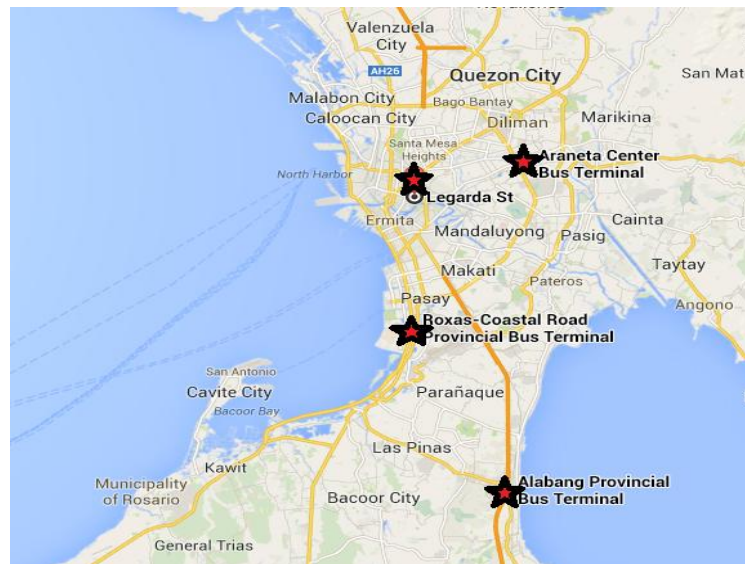 Valenzuela
City
AH26
Quezon City
San Mat
Malabon City
Bago Bantay
Caloocan City
Diliman
Marikina
Santa Mesa
Heights
Araneta Center
Bus Terminal
North Harbor
Legarda St
Ermita
Cainta
Mandaluyong
Pasig
Makati
Taytay
Pateros
Pasay
Angono
Roxas-Coastal Road
Provincial Bus Terminal
San Antonio
Cavite City
Parañaque
Bacoor Bay
Las Pinas
Kawit
Municipality
of Rosario
Bacoor City
Alabang Provincial
Bus Terminal
General Trias